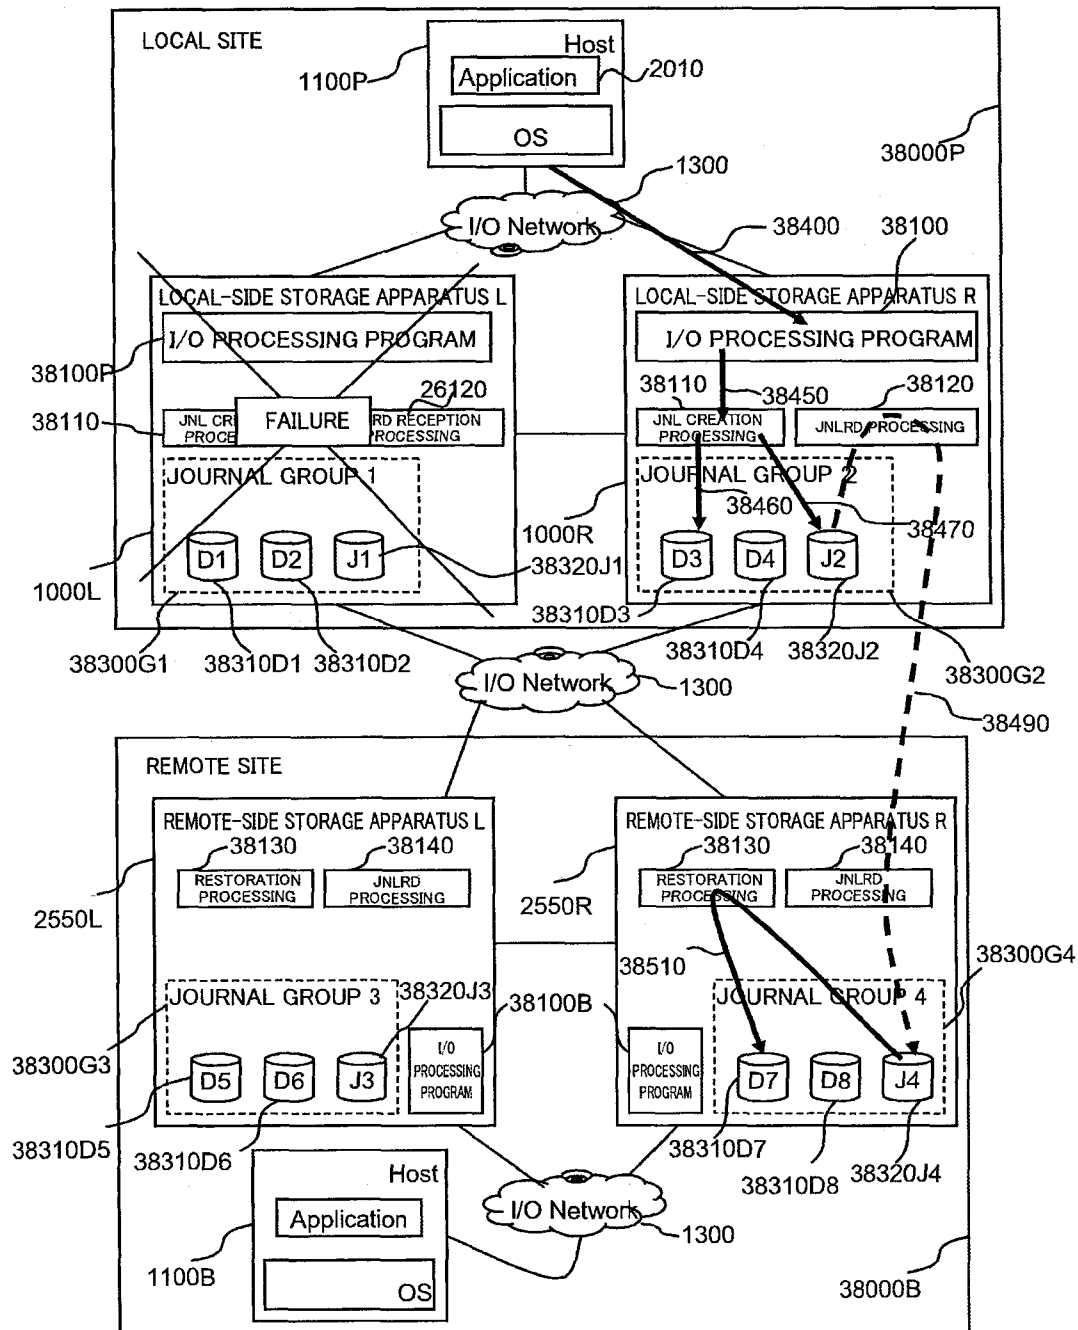 LOCAL SITE
Host
1100P
Application
2010
OS
38000P
1300
I/O Network
38400
38100
LOCAL-SIDE STORAGE APPARATUS L
LOCAL-SIDE STORAGE APPARATUS R
I/O PROCESSING PROGRAM
I/O PROCESSING PROGRAM
38100P
26120
38110
38450
38120
38110
JNL CR
PROCE
FAILURE
RD RECEPTION
PROCESSING
JNL CREATION
PROCESSING
JNLRD PROCESSING
JOURNAL GROUP 1
JOURNAL GROUP 2
38460
38470
1000R
D1
D2
J1
D3
D4
J2
38320J1
1000L
38310D3
38300G1
38310D1
38310D2
38310D4
38320J2
38300G2
I/O Network
1300
38490
REMOTE SITE
REMOTE-SIDE STORAGE APPARATUS L
REMOTE-SIDE STORAGE APPARATUS R
38130
38140
38130
38140
RESTORATION
PROCESSING
JNLRD
PROCESSING
RESTORATION
PROCESSING
JNLRD
PROCESSING
2550L
2550R
38510
38300G4
JOURNAL GROUP 3
38320J3
38100B
JOURNAL GROUP 4
38300G3
D5
D6
J3
I/O
PROCESSING
PROGRAM
I/O
PROCESSING
PROGRAM
D7
D8
J4
38310D5
38310D6
38310D7
38310D8
38320J4
Host
Application
I/O Network
1300
1100B
OS
38000B